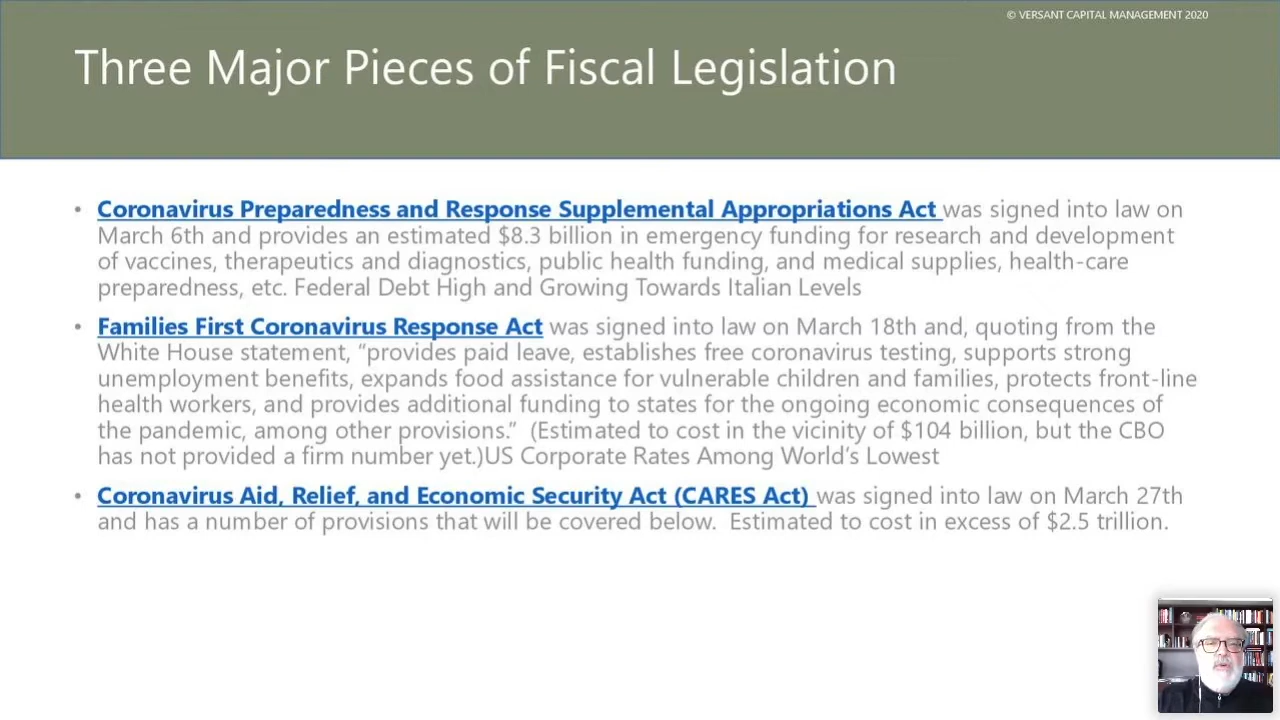 © VERSANT CAPITAL MANAGEMENT 2020
Three Major Pieces of Fiscal Legislation
• Coronavirus Preparedness and Response Supplemental Appropriations Act was signed into law on
March 6th and provides an estimated $8.3 billion in emergency funding for research and development
of vaccines, therapeutics and diagnostics, public health funding, and medical supplies, health-care
preparedness, etc. Federal Debt High and Growing Towards Italian Levels
• Families First Coronavirus Response Act was signed into law on March 18th and, quoting from the
White House statement, “provides paid leave, establishes free coronavirus testing, supports strong
unemployment benefits, expands food assistance for vulnerable children and families, protects front-line
health workers, and provides additional funding to states for the ongoing economic consequences of
the pandemic, among other provisions.” (Estimated to cost in the vicinity of $104 billion, but the CBO
has not provided a firm number yet.)US Corporate Rates Among World’s Lowest
• Coronavirus Aid, Relief, and Economic Security Act (CARES Act) was signed into law on March 27th
and has a number of provisions that will be covered below. Estimated to cost in excess of $2.5 trillion.